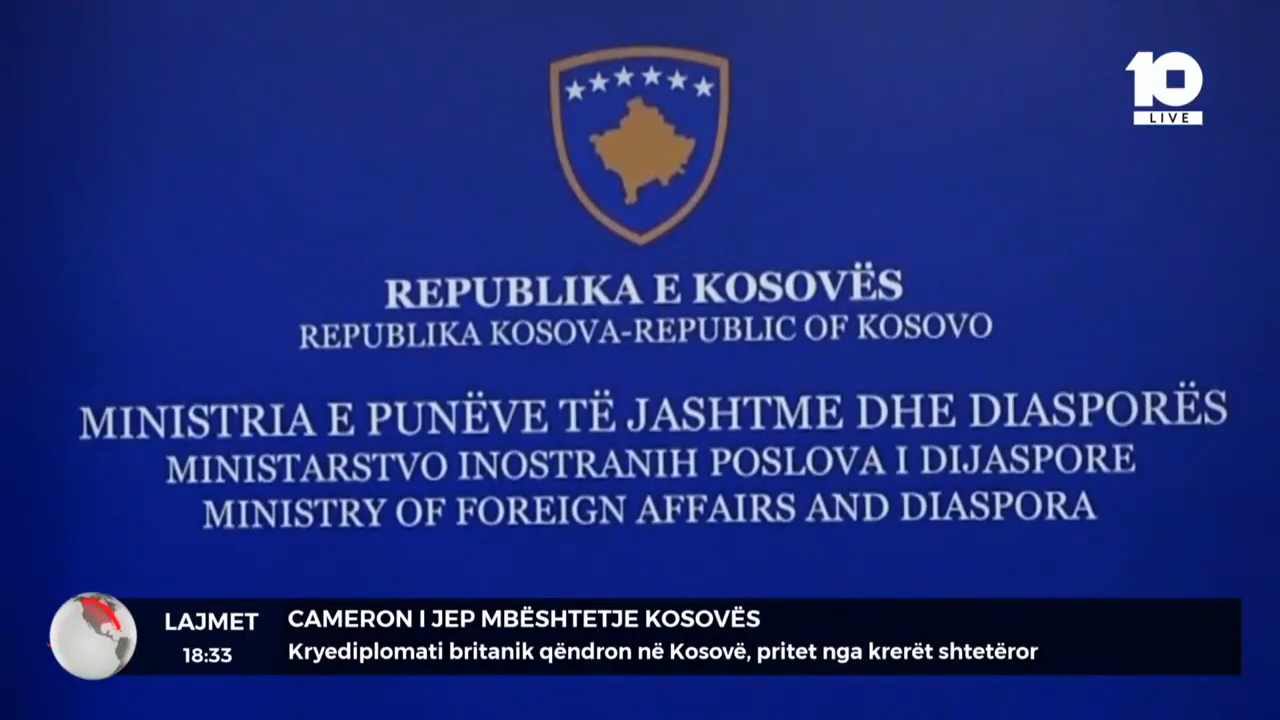 10
LIVE
REPUBLIKA E KOSOVËS
REPUBLIKA KOSOVA-REPUBLIC OF KOSOVO
MINISTRIA E PUNËVE TË JASHTME DHE DIASPORËS
MINISTARSTVO INOSTRANIH POSLOVA I DIJASPORE
MINISTRY OF FOREIGN AFFAIRS AND DIASPORA
LAJMET
18:33
CAMERON I JEP MBËSHTETJE KOSOVËS
Kryediplomati britanik qëndron në Kosovë, pritet nga krerët shtetëror